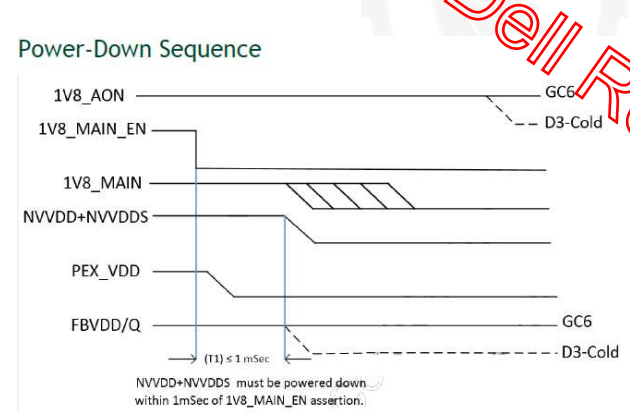 Dell R
Power-Down Sequence
1V8_AON
GC6
D3-Cold
1V8_MAIN_EN
1V8_MAIN
NVVDD+NVVDDS
PEX_VDD
FBVDD/Q
GC6
D3-Cold
(T1) ≤ 1 mSec
NVVDD+NVVDDS must be powered down
within 1mSec of 1V8_MAIN_EN assertion.